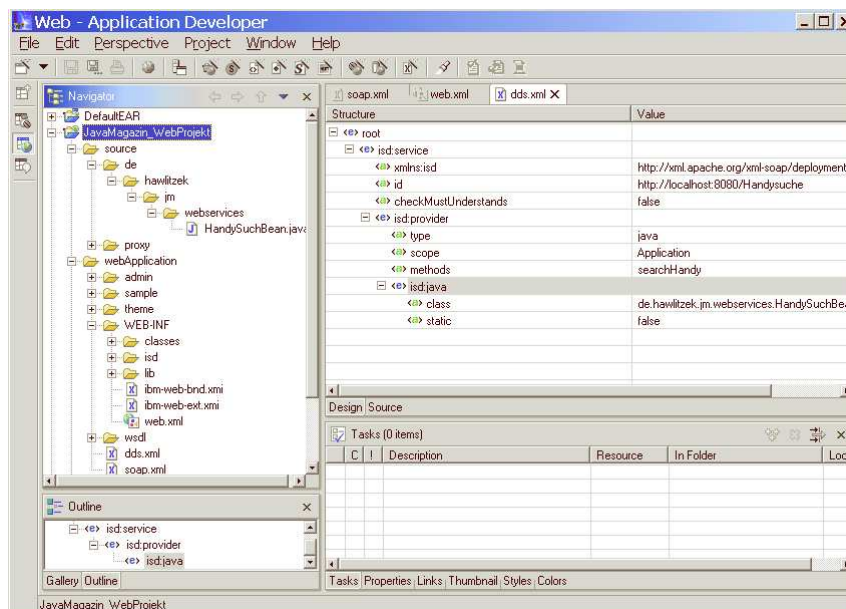 Web - Application Developer
File Edit Perspective Project Window Help
Navigator
DefaultEAR
JavaMagazin_WebProjekt
source
de
hawlitzek
jm
webservices
HandySuchBean.java
proxy
webApplication
admin
sample
theme
WEB-INF
classes
isd
lib
ibm-web-bnd.xmi
ibm-web-ext.xmi
web.xml
wsdl
dds.xml
soap.xml
Outline
<e> isd:service
<e> isd:provider
<e> isd:java
Gallery Outline
soap.xml web.xml dds.xml
Structure Value
<e> root
<e> isd:service
<a> xmlns:isd http://xml.apache.org/xml-soap/deployment
<a> id http://localhost:8080/Handysuche
<a> checkMustUnderstands false
<e> isd:provider
<a> type java
<a> scope Application
<a> methods searchHandy
<e> isd:java
<a> class de.hawlitzek.jm.webservices.HandySuchBe
<a> static false
Design Source
Tasks (0 items)
C ! Description Resource In Folder Loc
Tasks Properties Links Thumbnail Styles Colors
JavaMagazin_WebProjekt